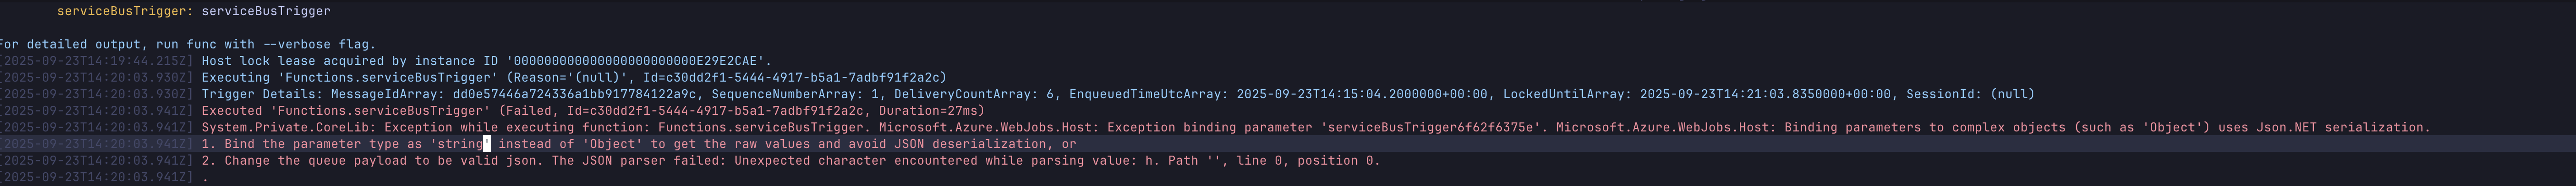 serviceBusTrigger: serviceBusTrigger
For detailed output, run func with --verbose flag.
[2025-09-23T14:19:44.215Z] Host lock lease acquired by instance ID '000000000000000000000000E29E2CAE'.
[2025-09-23T14:20:03.930Z] Executing 'Functions.serviceBusTrigger' (Reason='(null)', Id=c30dd2f1-5444-4917-b5a1-7adbf91f2a2c)
[2025-09-23T14:20:03.930Z] Trigger Details: MessageIdArray: dd0e57446a724336a1bb917784122a9c, SequenceNumberArray: 1, DeliveryCountArray: 6, EnqueuedTimeUtcArray: 2025-09-23T14:15:04.2000000+00:00, LockedUntilArray: 2025-09-23T14:21:03.8350000+00:00, SessionId: (null)
[2025-09-23T14:20:03.941Z] Executed 'Functions.serviceBusTrigger' (Failed, Id=c30dd2f1-5444-4917-b5a1-7adbf91f2a2c, Duration=27ms)
[2025-09-23T14:20:03.941Z] System.Private.CoreLib: Exception while executing function: Functions.serviceBusTrigger. Microsoft.Azure.WebJobs.Host: Exception binding parameter 'serviceBusTrigger6f62f6375e'. Microsoft.Azure.WebJobs.Host: Binding parameters to complex objects (such as 'Object') uses Json.NET serialization.
[2025-09-23T14:20:03.941Z] 1. Bind the parameter type as 'string' instead of 'Object' to get the raw values and avoid JSON deserialization, or
[2025-09-23T14:20:03.941Z] 2. Change the queue payload to be valid json. The JSON parser failed: Unexpected character encountered while parsing value: h. Path '', line 0, position 0.
[2025-09-23T14:20:03.941Z] .